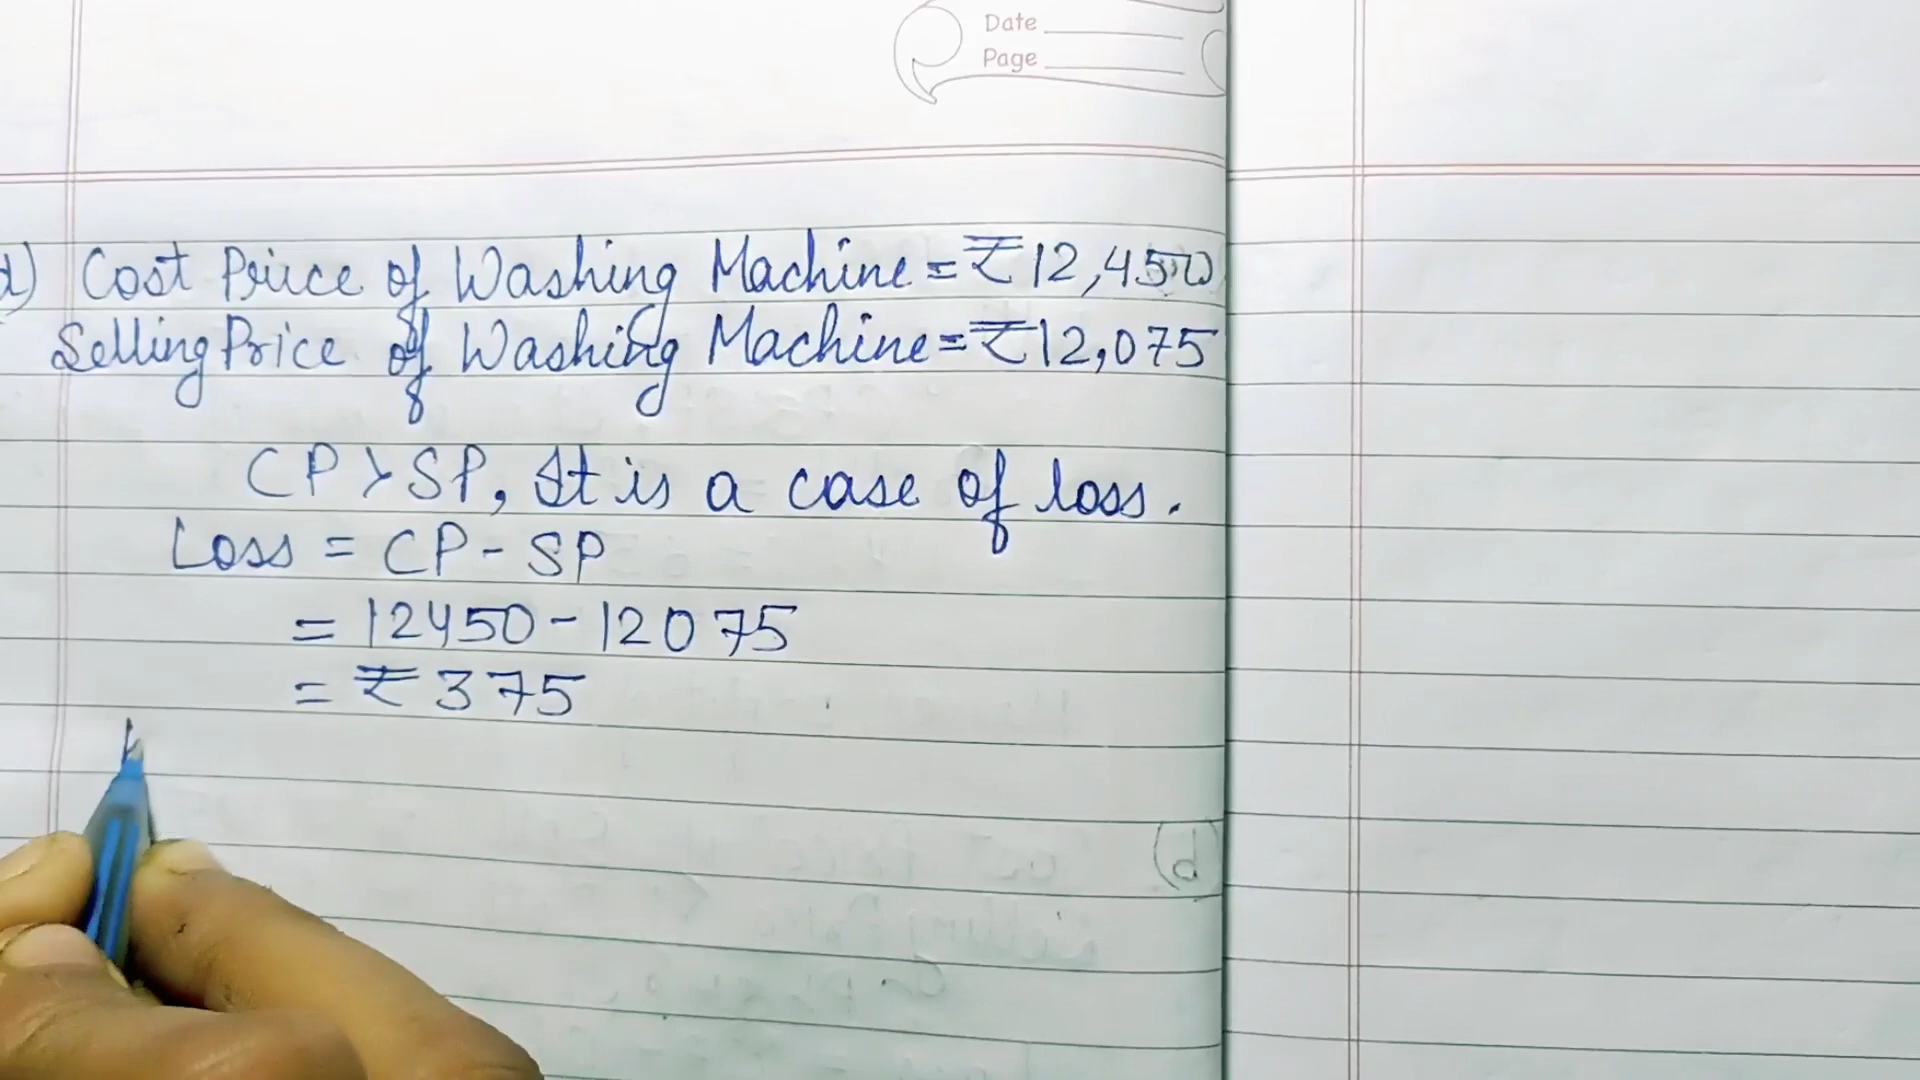 Date
Page
d) Cost Price of Washing Machine = ₹12,450
Selling Price of Washing Machine = ₹12,075
CP > SP, It is a case of loss.
Loss = CP - SP
= 12450 - 12075
= ₹375
(d)